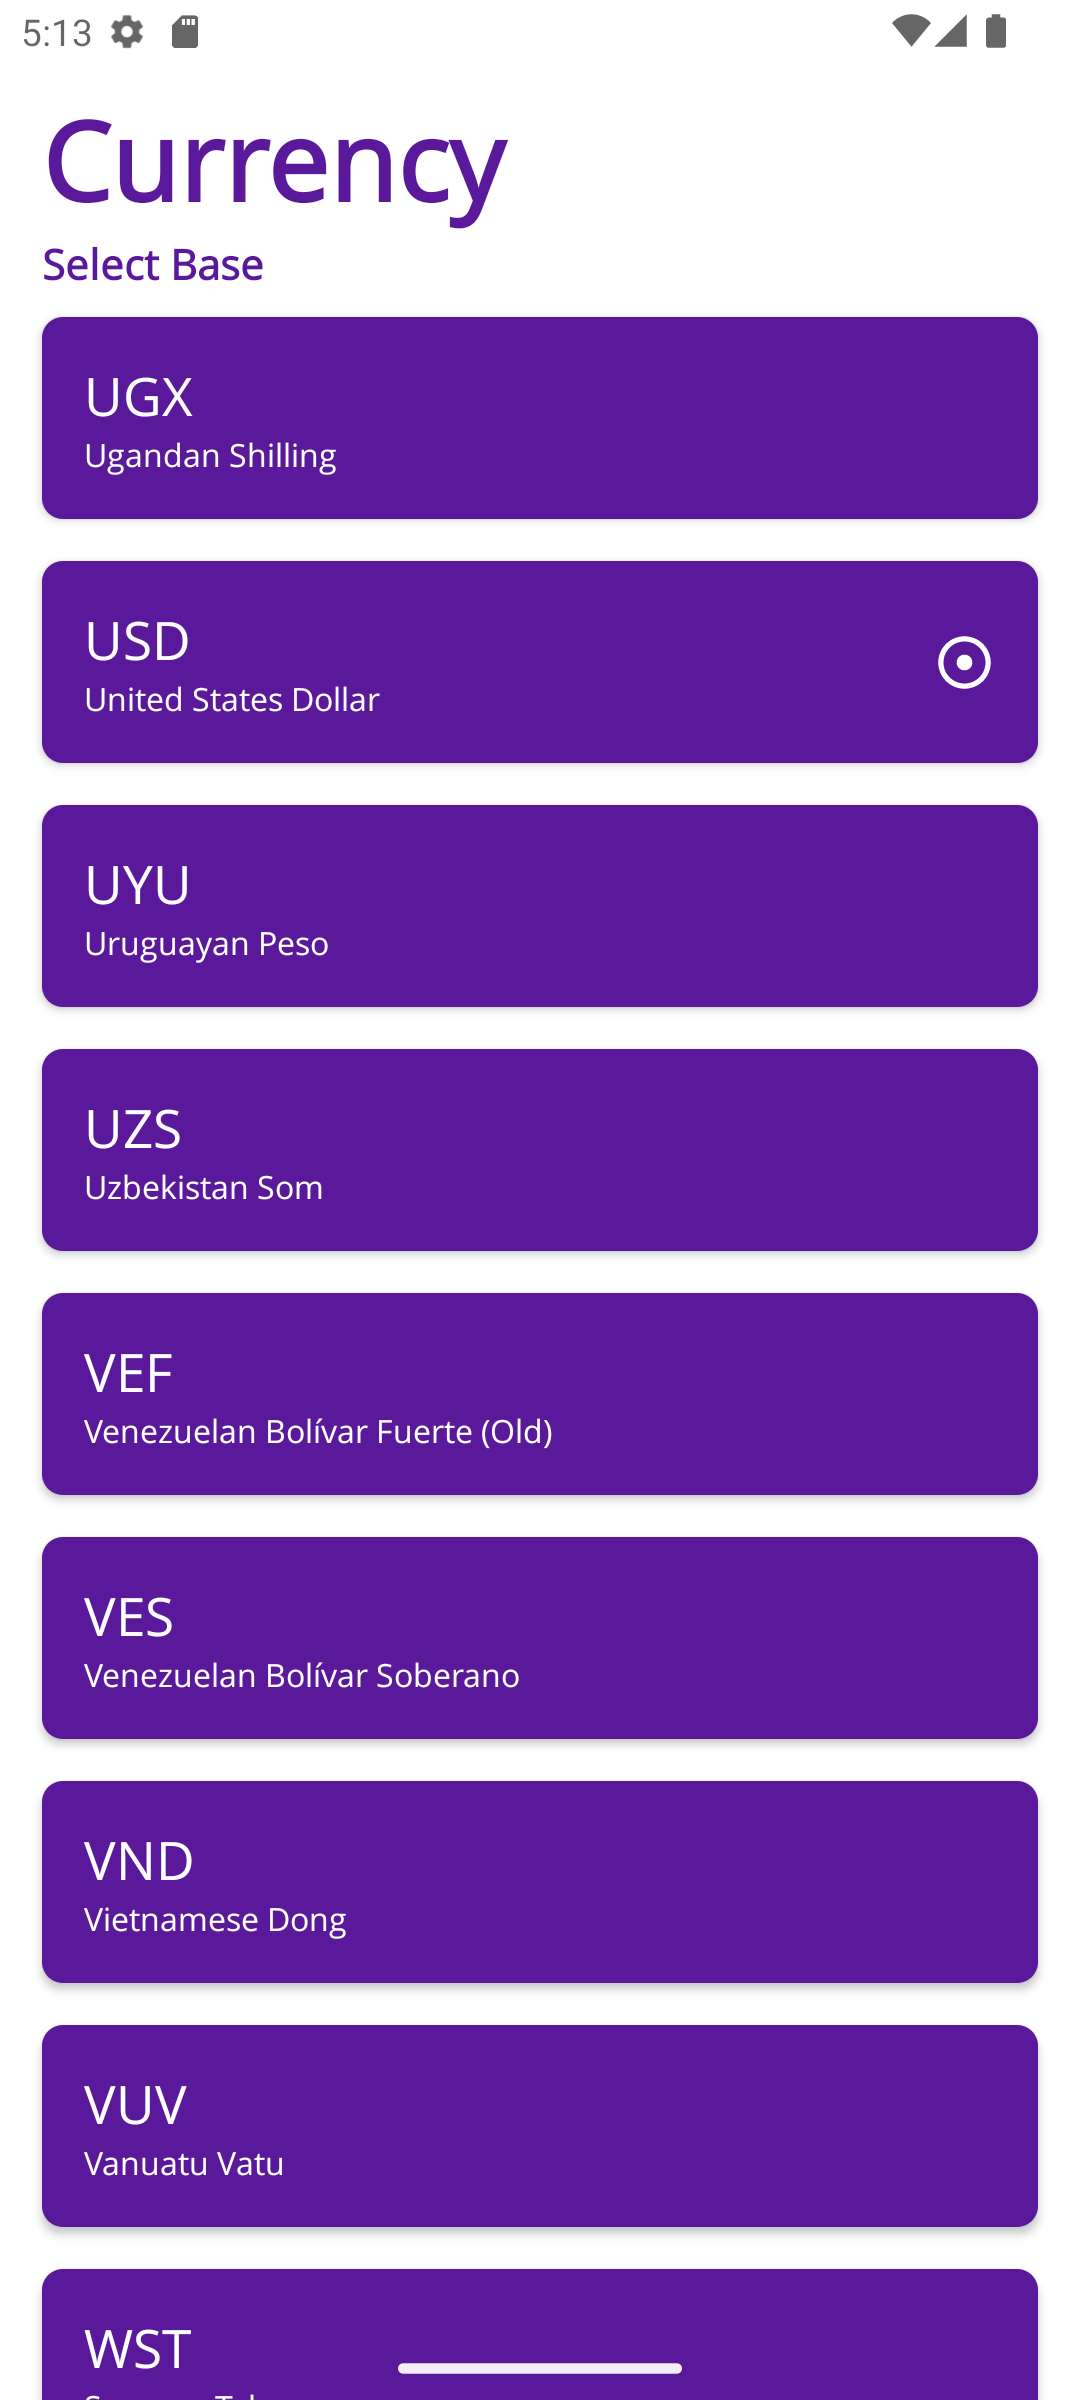 5:13
Currency
Select Base
UGX
Ugandan Shilling
USD
United States Dollar
UYU
Uruguayan Peso
UZS
Uzbekistan Som
VEF
Venezuelan Bolívar Fuerte (Old)
VES
Venezuelan Bolívar Soberano
VND
Vietnamese Dong
VUV
Vanuatu Vatu
WST